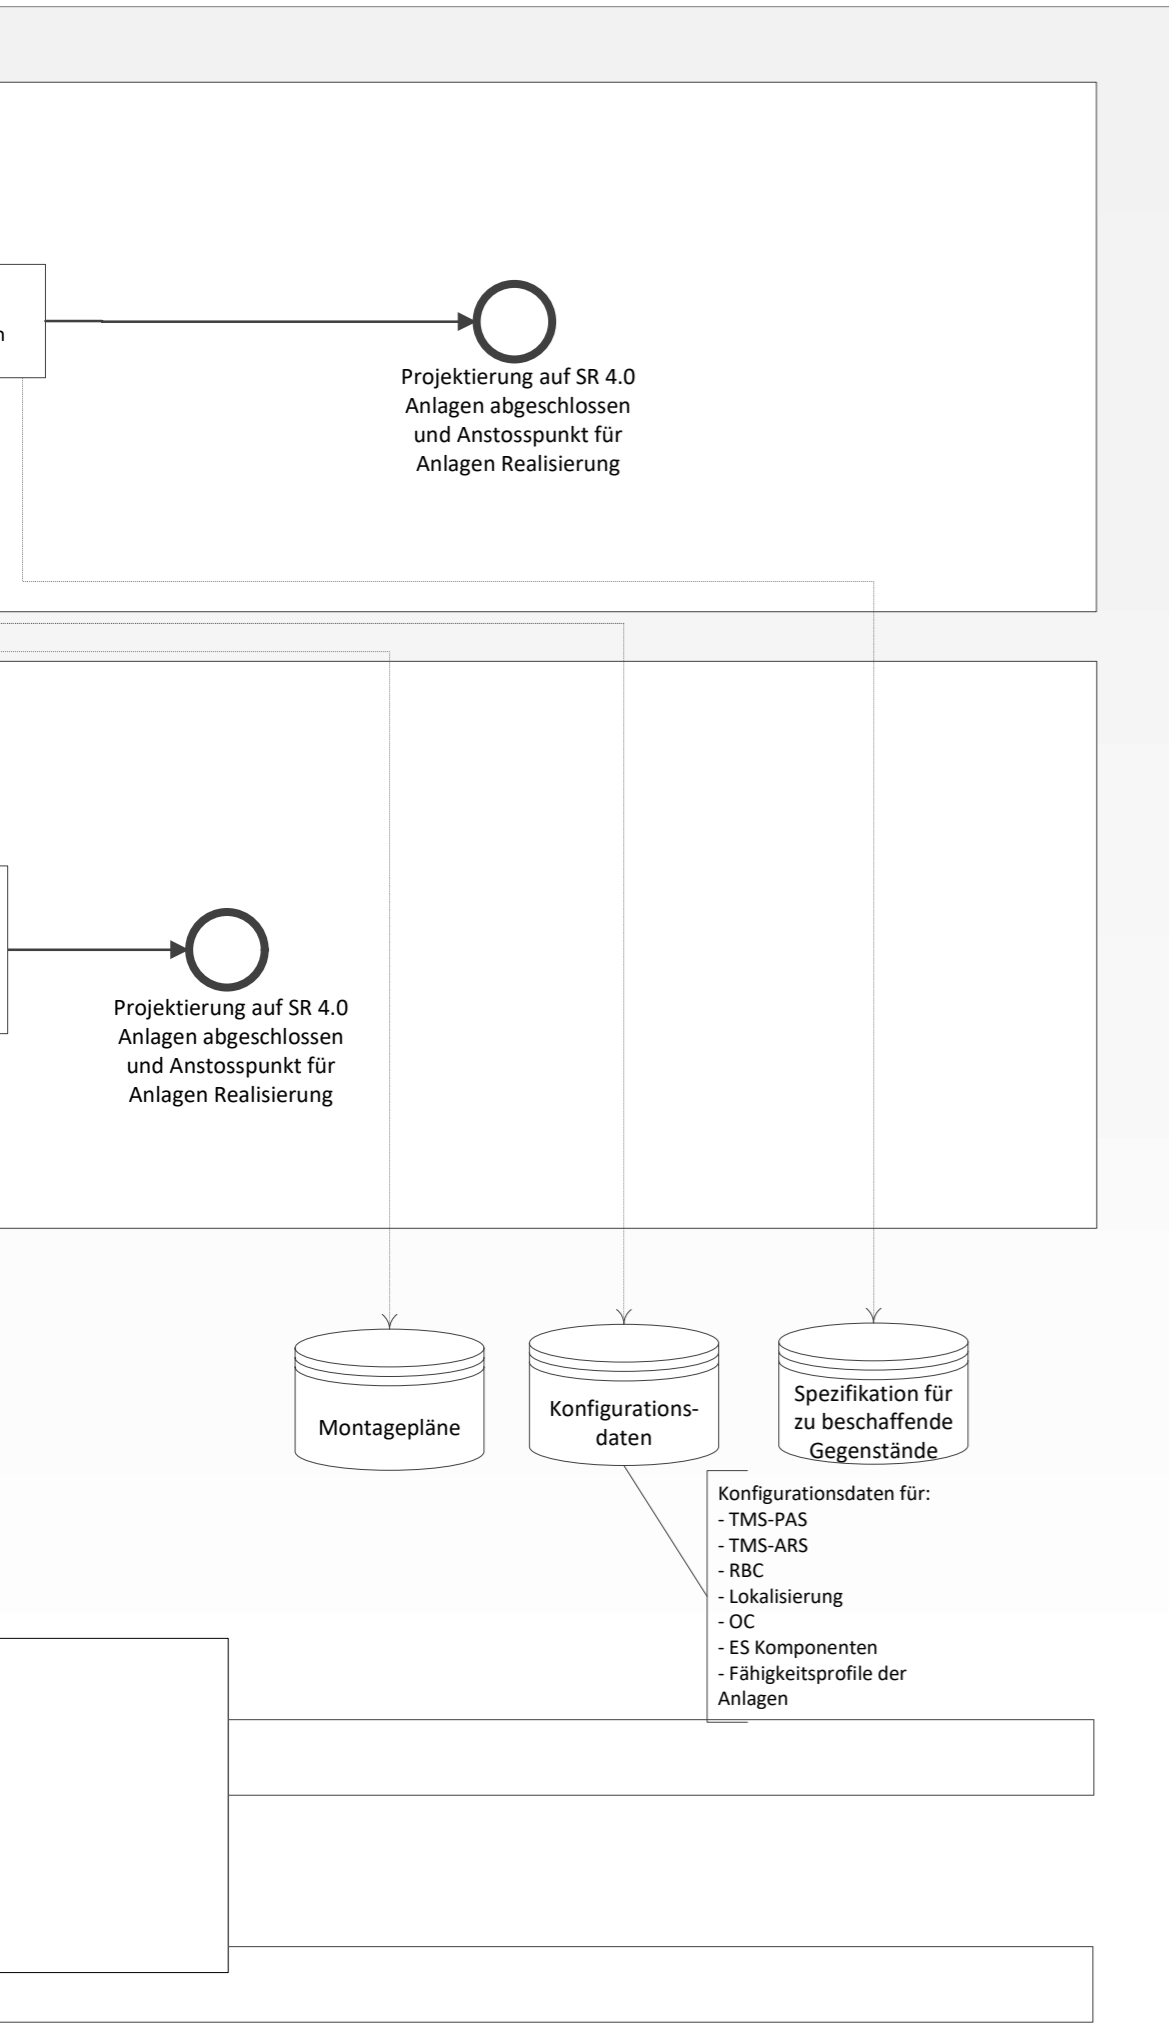 n
Projektierung auf SR 4.0
Anlagen abgeschlossen
und Anstosspunkt für
Anlagen Realisierung
Projektierung auf SR 4.0
Anlagen abgeschlossen
und Anstosspunkt für
Anlagen Realisierung
Montagepläne
Konfigurations-
daten
Spezifikation für
zu beschaffende
Gegenstände
Konfigurationsdaten für:
- TMS-PAS
- TMS-ARS
- RBC
- Lokalisierung
- OC
- ES Komponenten
- Fähigkeitsprofile der
Anlagen